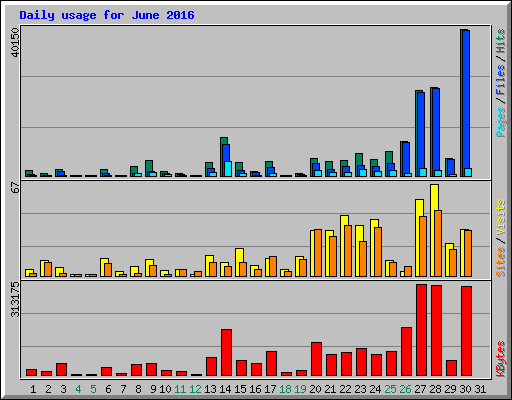 Daily usage for June 2016
40150
67
313175
Pages / Files / Hits
Sites / Visits
KBytes
1 2 3 4 5 6 7 8 9 10 11 12 13 14 15 16 17 18 19 20 21 22 23 24 25 26 27 28 29 30 31